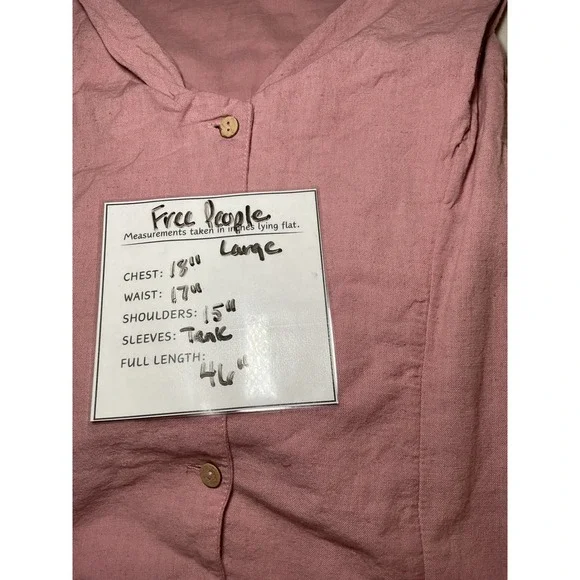 Free People
Measurements taken in inches lying flat.
Large
CHEST: 18"
WAIST: 17"
SHOULDERS: 15"
SLEEVES: Tank
FULL LENGTH: 46"